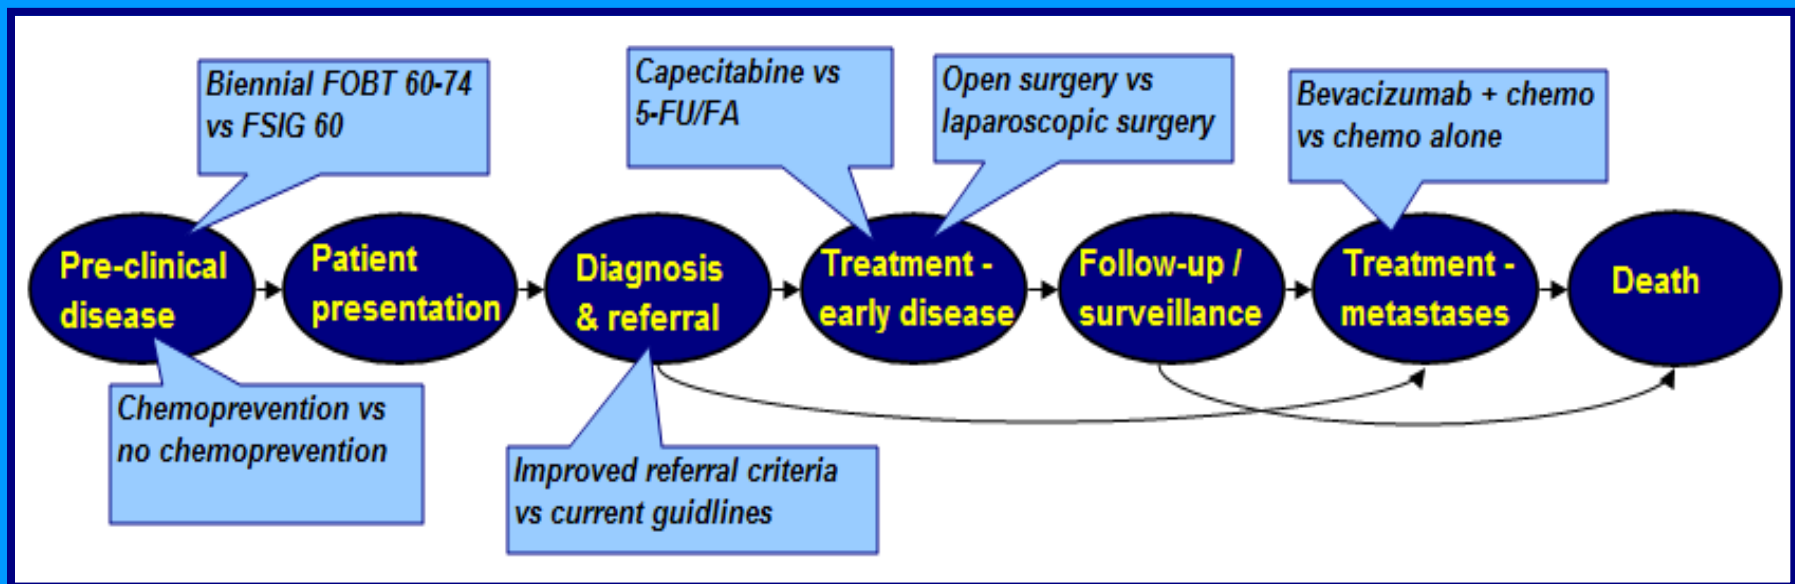 Biennial FOBT 60-74
vs FSIG 60
Capecitabine vs
5-FU/FA
Open surgery vs
laparoscopic surgery
Bevacizumab + chemo
vs chemo alone
Pre-clinical
disease
Patient
presentation
Diagnosis
& referral
Treatment -
early disease
Follow-up /
surveillance
Treatment -
metastases
Death
Chemoprevention vs
no chemoprevention
Improved referral criteria
vs current guidlines